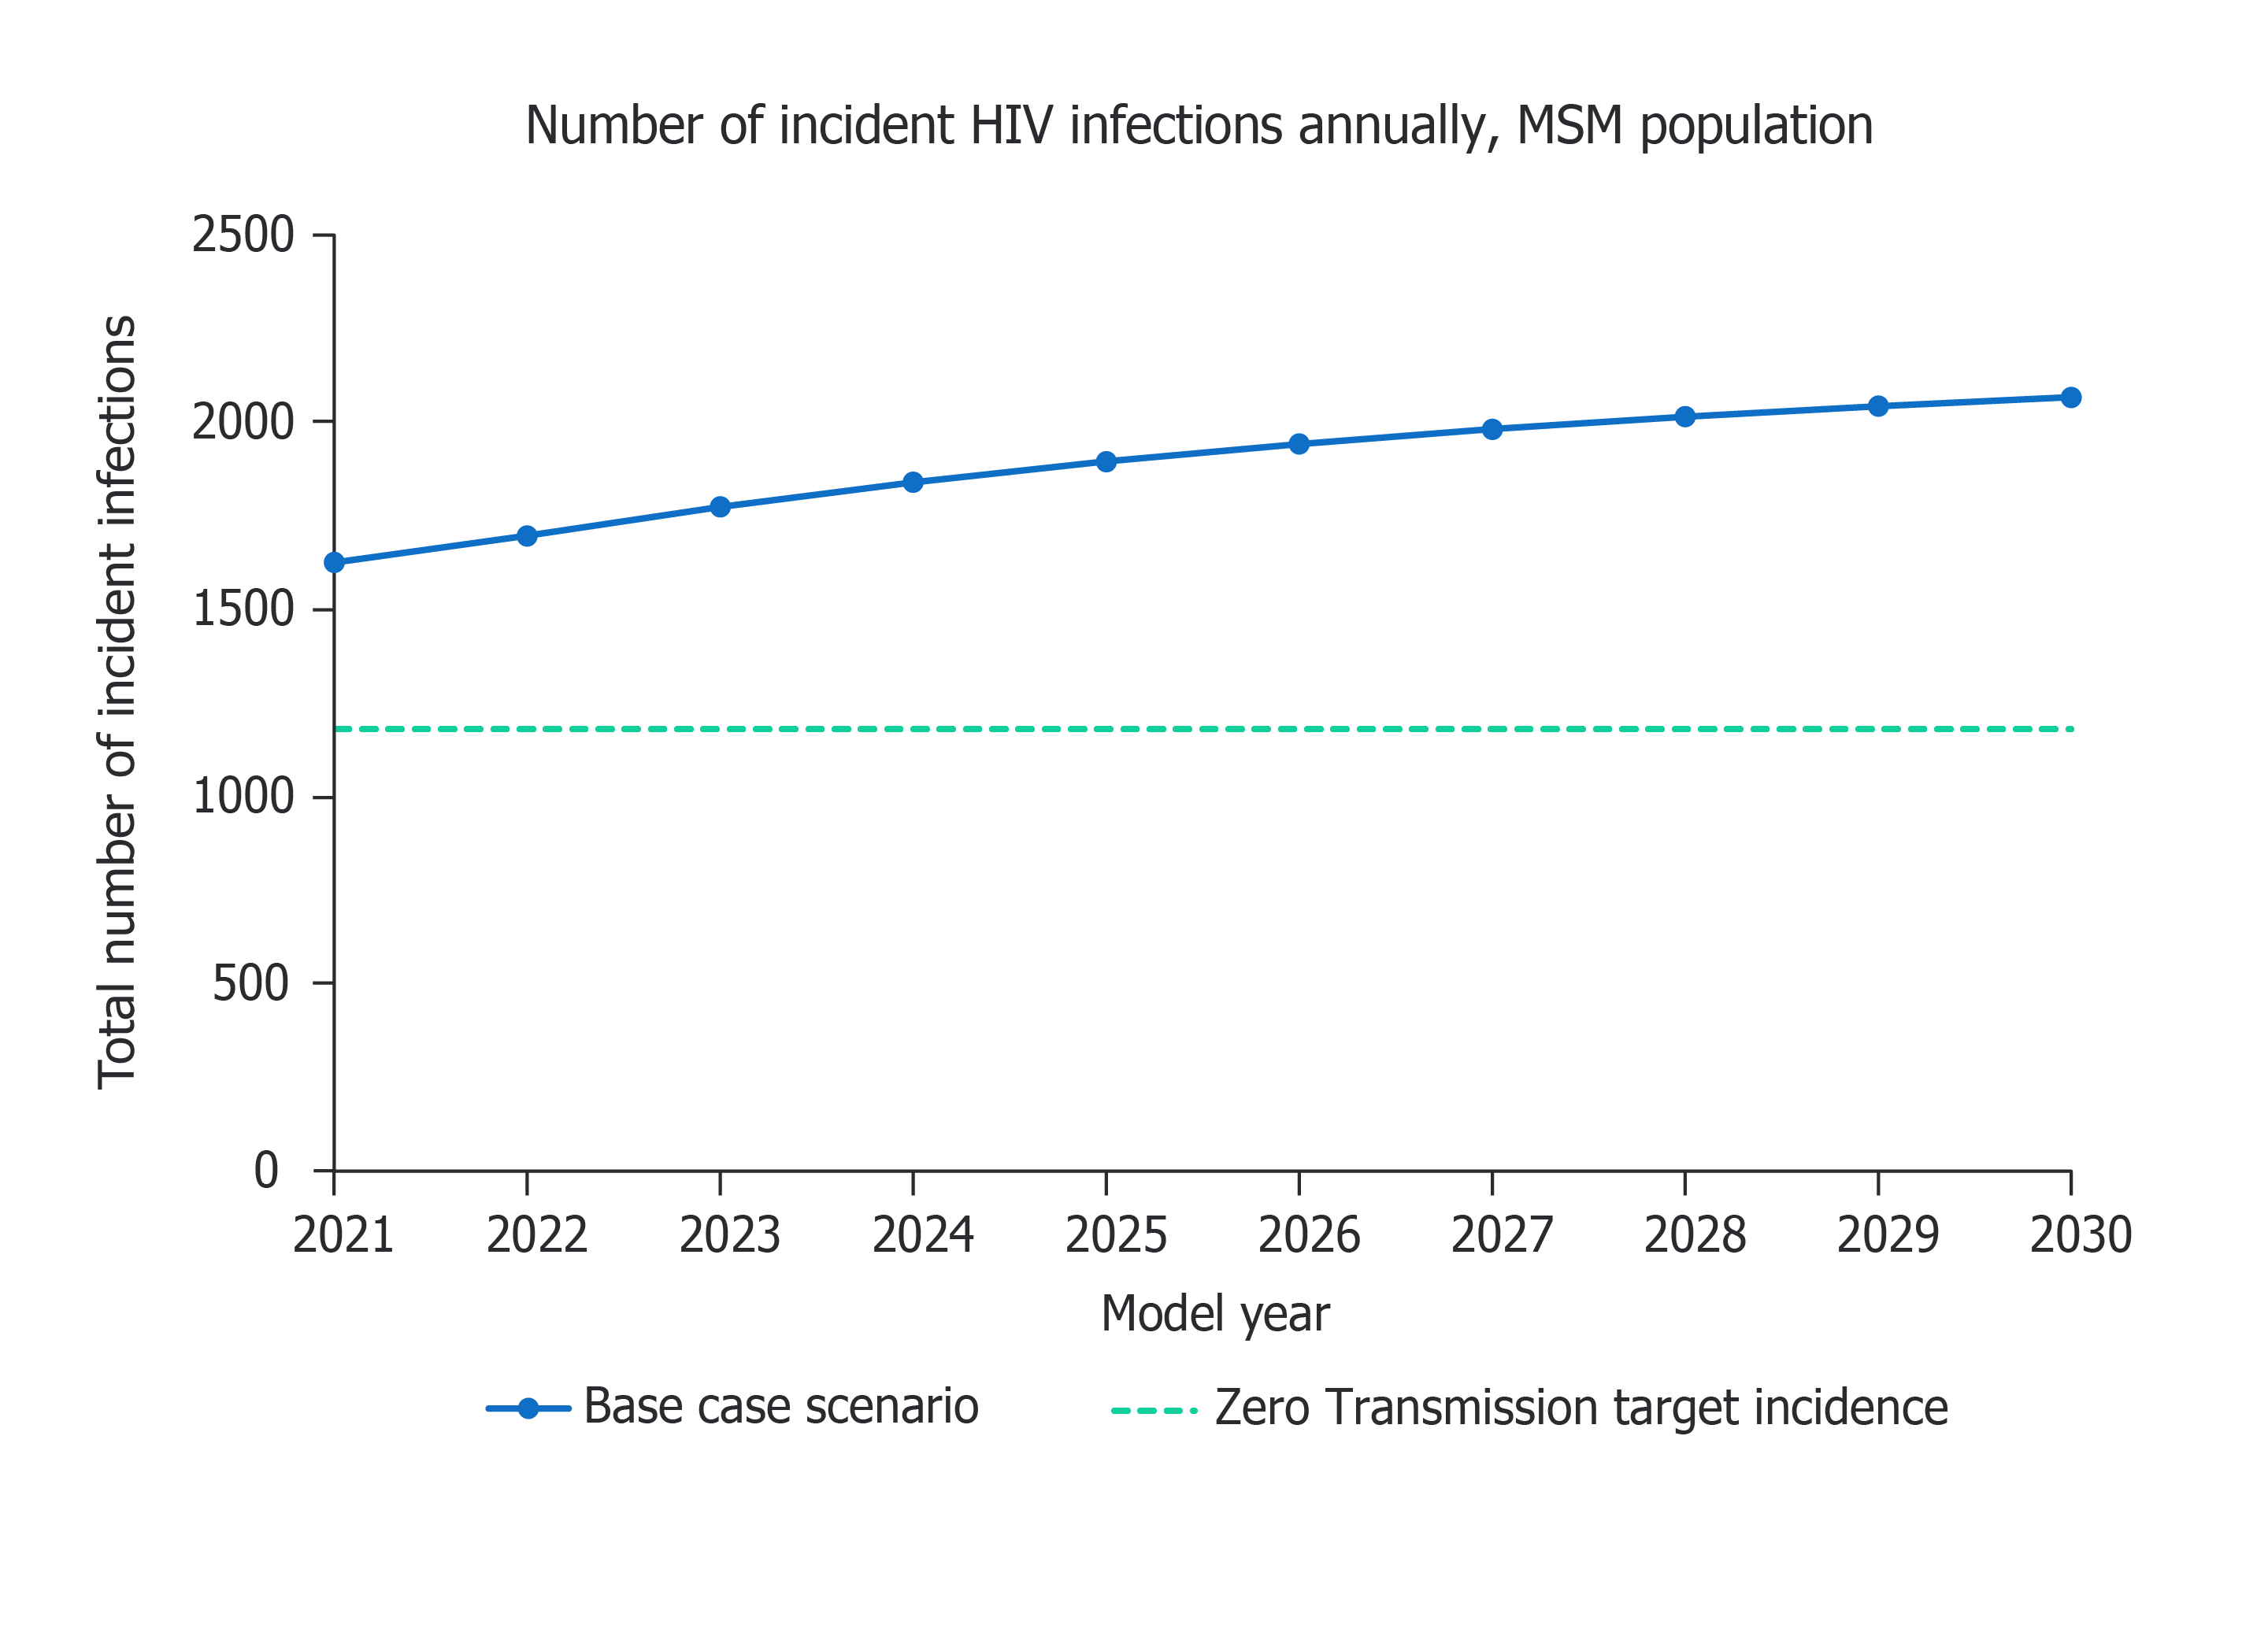 Number of incident HIV infections annually, MSM population
Total number of incident infections
2500
2000
1500
1000
500
0
2021 2022 2023 2024 2025 2026 2027 2028 2029 2030
Model year
Base case scenario Zero Transmission target incidence